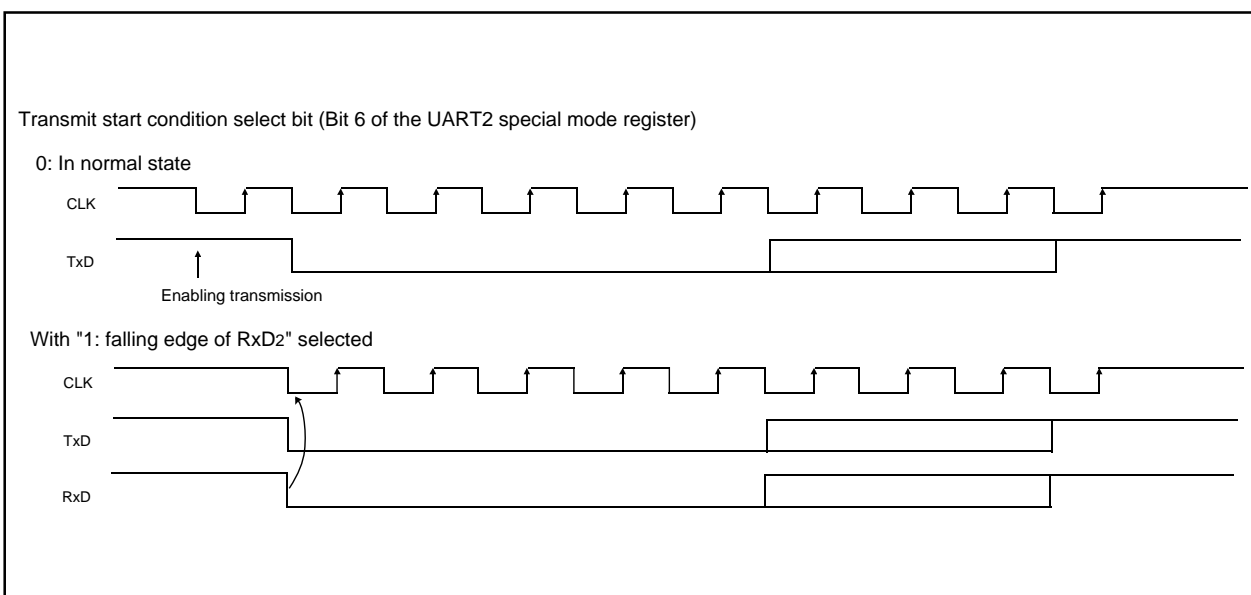 Transmit start condition select bit (Bit 6 of the UART2 special mode register)
0: In normal state
CLK
TxD
Enabling transmission
With "1: falling edge of RxD2" selected
CLK
TxD
RxD